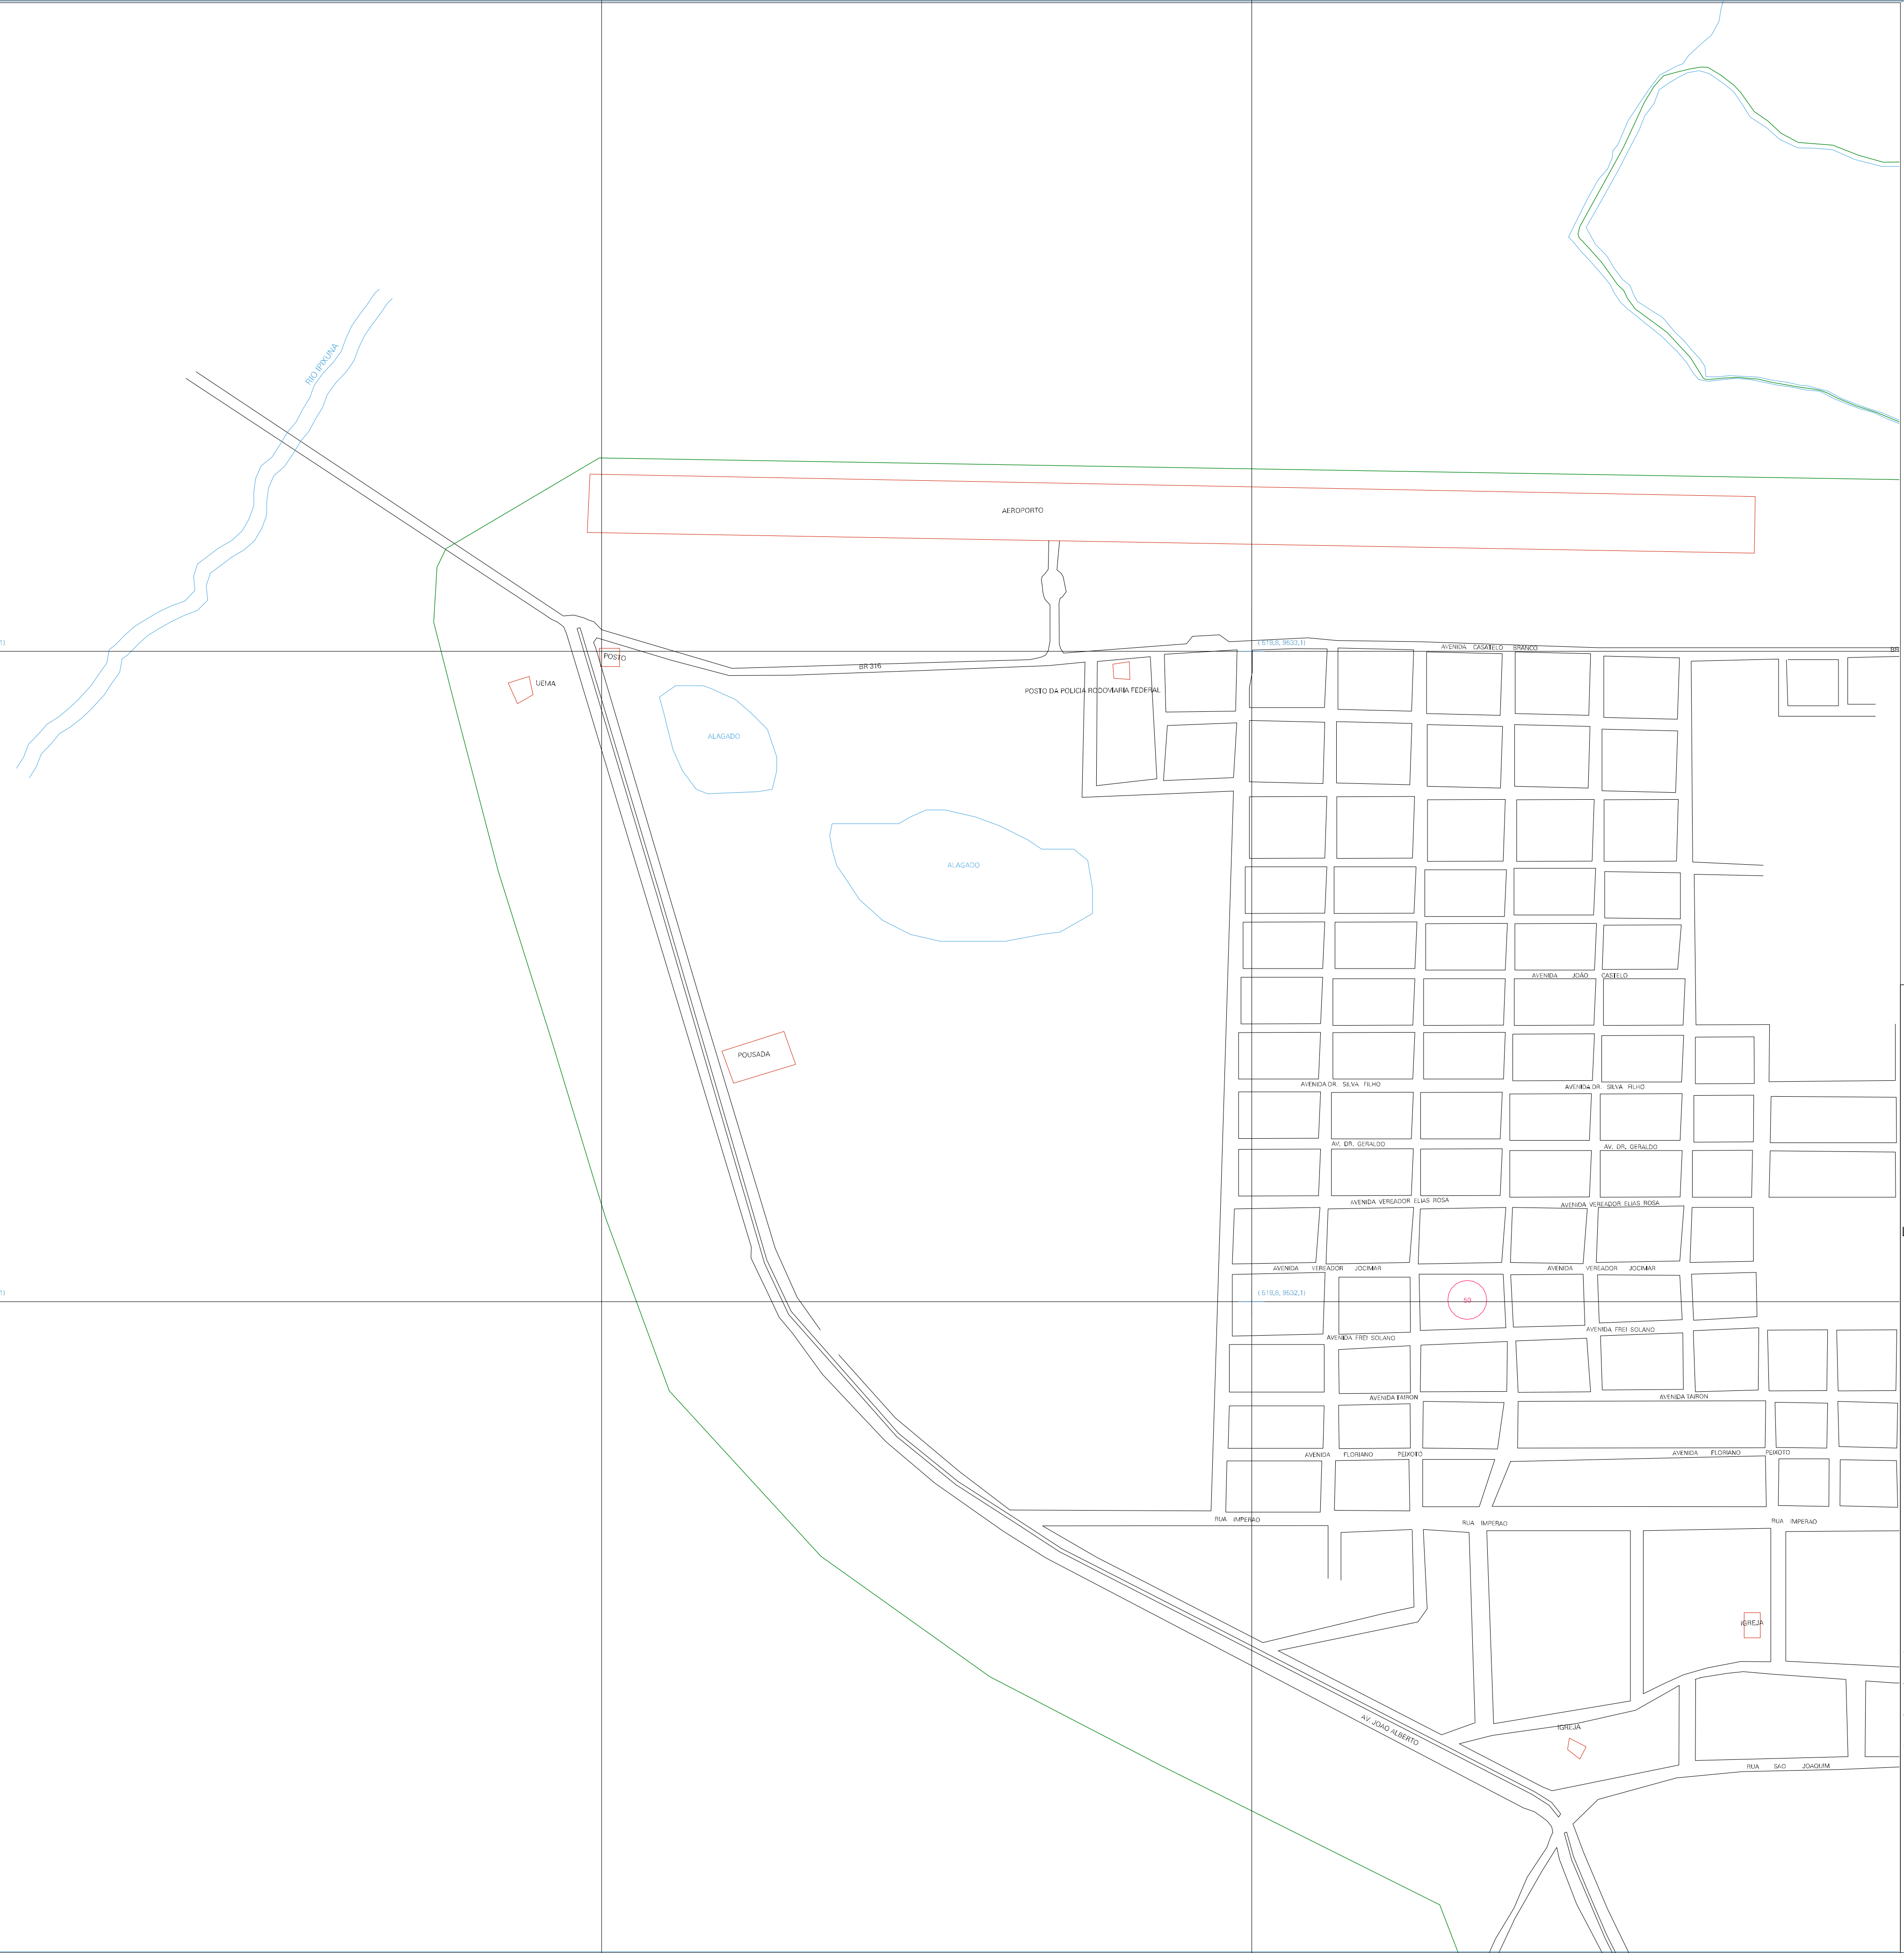 RIO IPIXUNA
AEROPORTO
1)
( 619,8, 9533,1)
AVENIDA CASATELO BRANCO
BR
POSTO
BR 316
UEMA
POSTO DA POLICIA RODOVIARIA FEDERAL
ALAGADO
ALAGADO
AVENIDA JOÃO CASTELO
POUSADA
AVENIDA DR. SILVA FILHO
AVENIDA DR. SILVA FILHO
AV. DR. GERALDO
AV. DR. GERALDO
AVENIDA VEREADOR ELIAS ROSA
AVENIDA VEREADOR ELIAS ROSA
AVENIDA VEREADOR JOCIMAR
AVENIDA VEREADOR JOCIMAR
1)
( 619,8, 9532,1)
AVENIDA FREI SOLANO
AVENIDA FREI SOLANO
AVENIDA TAIRON
AVENIDA TAIRON
AVENIDA FLORIANO PEIXOTO
AVENIDA FLORIANO PEIXOTO
RUA IMPERAO
RUA IMPERAO
RUA IMPERAO
IGREJA
AV. JOAO ALBERTO
IGREJA
RUA SAO JOAQUIM